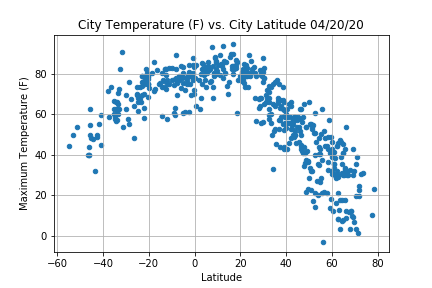 City Temperature (F) vs. City Latitude 04/20/20
Maximum Temperature (F)
80
60
40
20
0
−60 −40 −20 0 20 40 60 80
Latitude